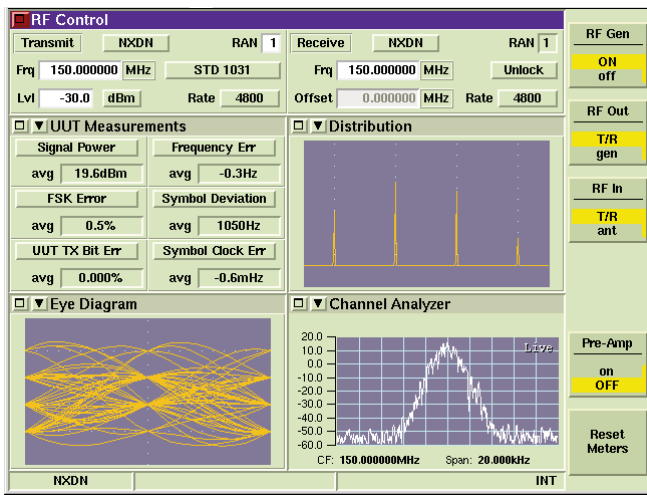 RF Control
Transmit NXDN RAN 1
Frq 150.000000 MHz STD 1031
Lvl -30.0 dBm Rate 4800
Receive NXDN RAN 1
Frq 150.000000 MHz Unlock
Offset 0.000000 MHz Rate 4800
UUT Measurements
Signal Power Frequency Err
avg 19.6dBm avg -0.3Hz
FSK Error Symbol Deviation
avg 0.5% avg 1050Hz
UUT TX Bit Err Symbol Clock Err
avg 0.000% avg -0.6mHz
Distribution
Eye Diagram
Channel Analyzer
Live
20.0
10.0
0.0
-10.0
-20.0
-30.0
-40.0
-50.0
-60.0
CF: 150.000000MHz Span: 20.000kHz
NXDN INT
RF Gen
ON
off
RF Out
T/R
gen
RF In
T/R
ant
Pre-Amp
on
OFF
Reset
Meters